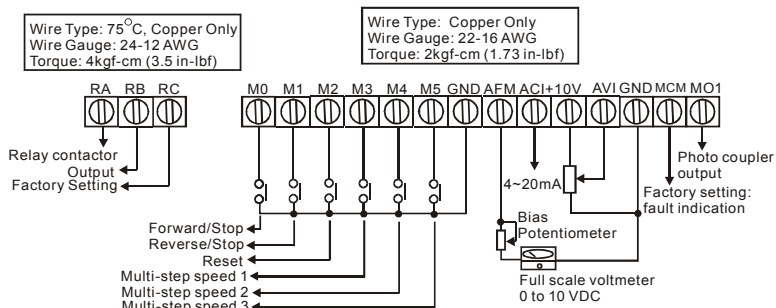 Wire Type: 75°C, Copper Only
Wire Gauge: 24-12 AWG
Torque: 4kgf-cm (3.5 in-lbf)
Wire Type: Copper Only
Wire Gauge: 22-16 AWG
Torque: 2kgf-cm (1.73 in-lbf)
RA RB RC
M0 M1 M2 M3 M4 M5 GND AFM ACI +10V AVI GND MCM MO1
Relay contactor
Output
Factory Setting
4~20mA
Photo coupler
output
Factory setting:
fault indication
Bias
Potentiometer
Forward/Stop
Reverse/Stop
Reset
Multi-step speed 1
Multi-step speed 2
Multi-step speed 3
Full scale voltmeter
0 to 10 VDC